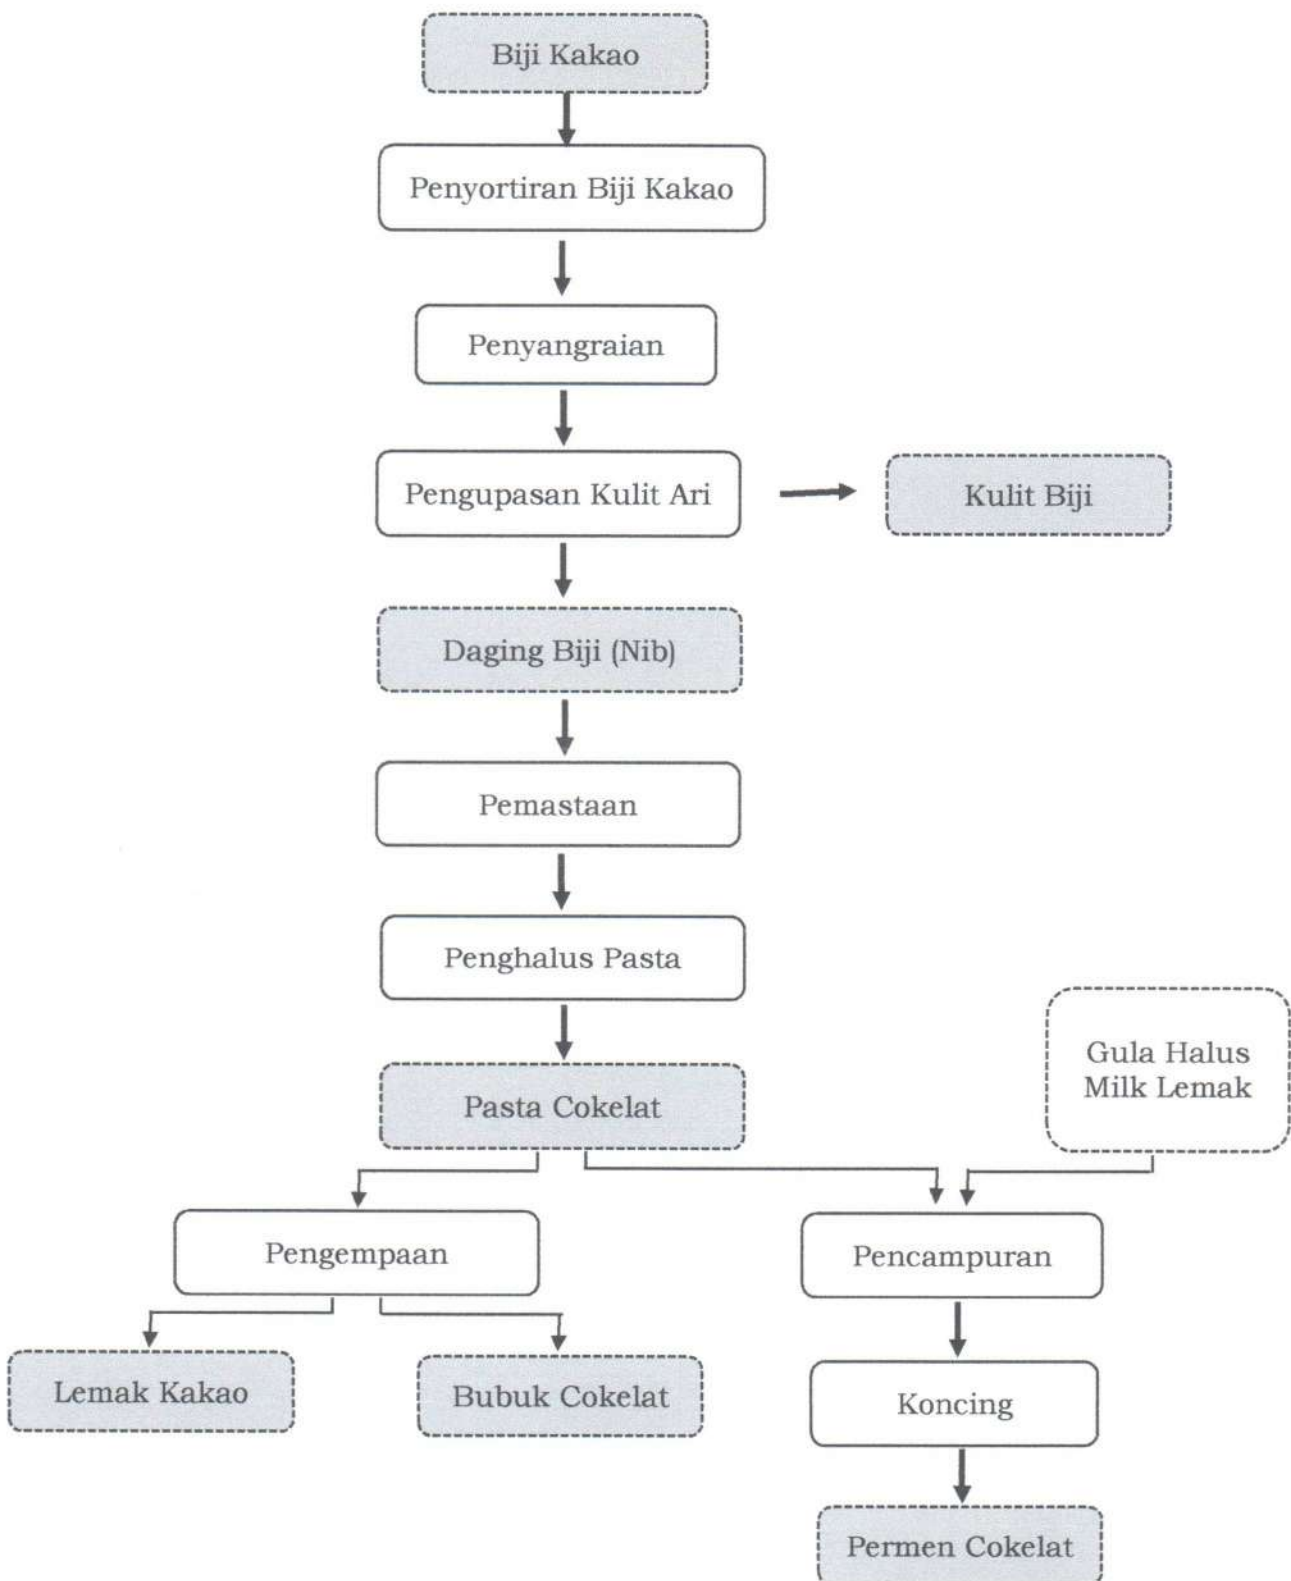 Biji Kakao
Penyortiran Biji Kakao
Penyangraian
Pengupasan Kulit Ari
Kulit Biji
Daging Biji (Nib)
Pemastaan
Penghalus Pasta
Gula Halus
Milk Lemak
Pasta Cokelat
Pengempaan
Pencampuran
Lemak Kakao
Bubuk Cokelat
Koncing
Permen Cokelat